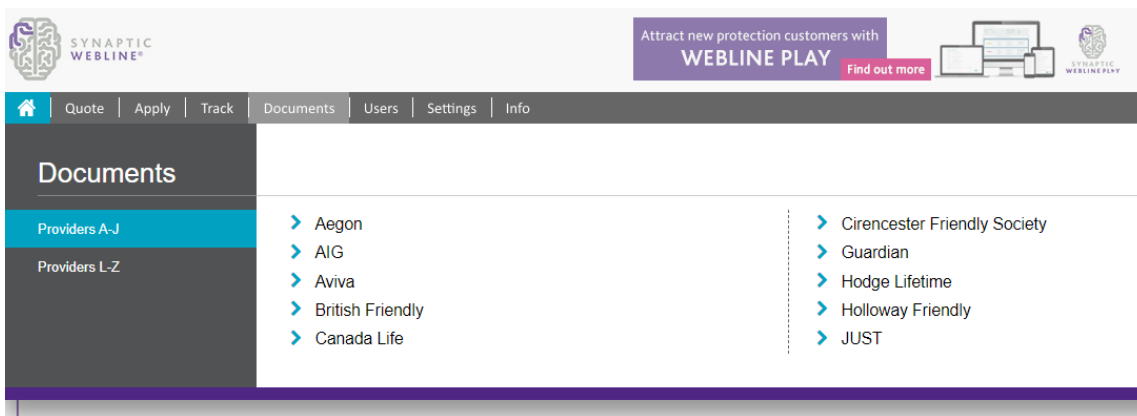 SYNAPTIC
WEBLINE®
Attract new protection customers with
WEBLINE PLAY
Find out more
SYNAPTIC
WEBLINE PLAY
Quote
Apply
Track
Documents
Users
Settings
Info
Documents
Providers A-J
Providers L-Z
Aegon
AIG
Aviva
British Friendly
Canada Life
Cirencester Friendly Society
Guardian
Hodge Lifetime
Holloway Friendly
JUST